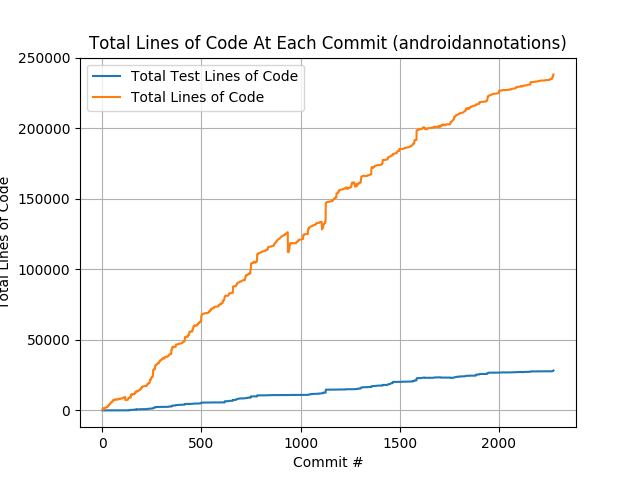 Total Lines of Code At Each Commit (androidannotations)
Total Test Lines of Code
Total Lines of Code
250000
200000
150000
100000
50000
0
Total Lines of Code
0 500 1000 1500 2000
Commit #